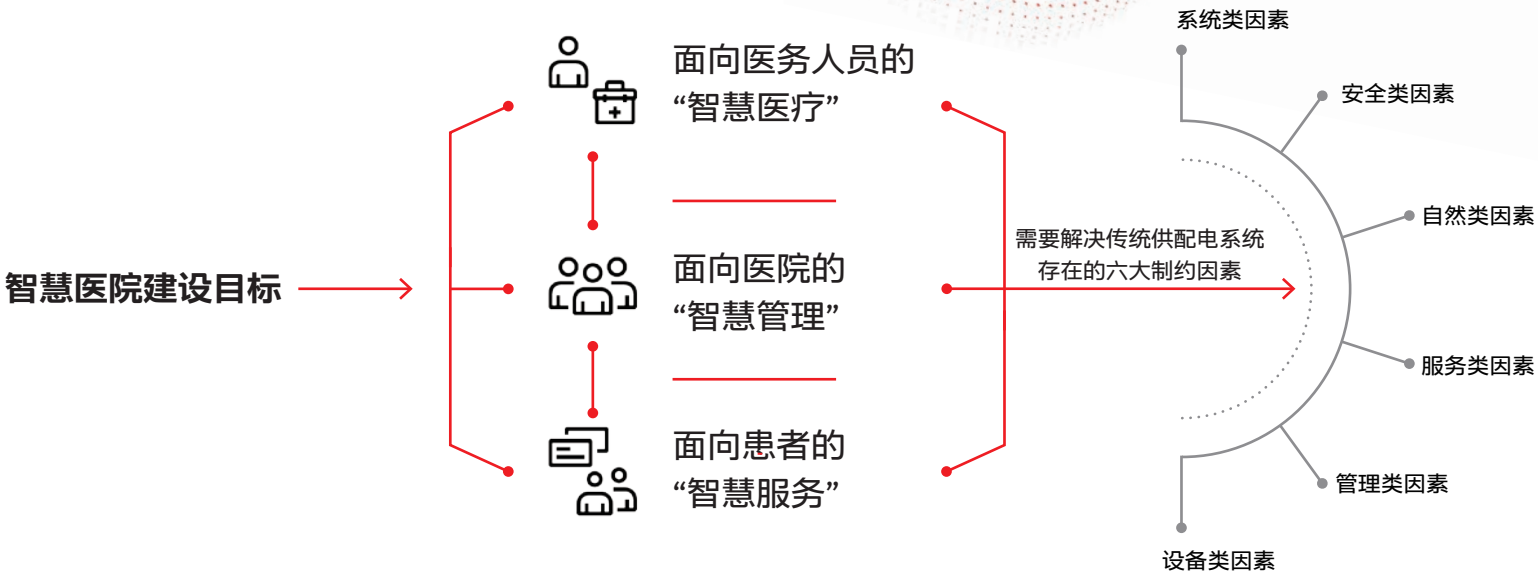 智慧医院建设目标
面向医务人员的
“智慧医疗”
面向医院的
“智慧管理”
面向患者的
“智慧服务”
需要解决传统供配电系统
存在的六大制约因素
系统类因素
安全类因素
自然类因素
服务类因素
管理类因素
设备类因素